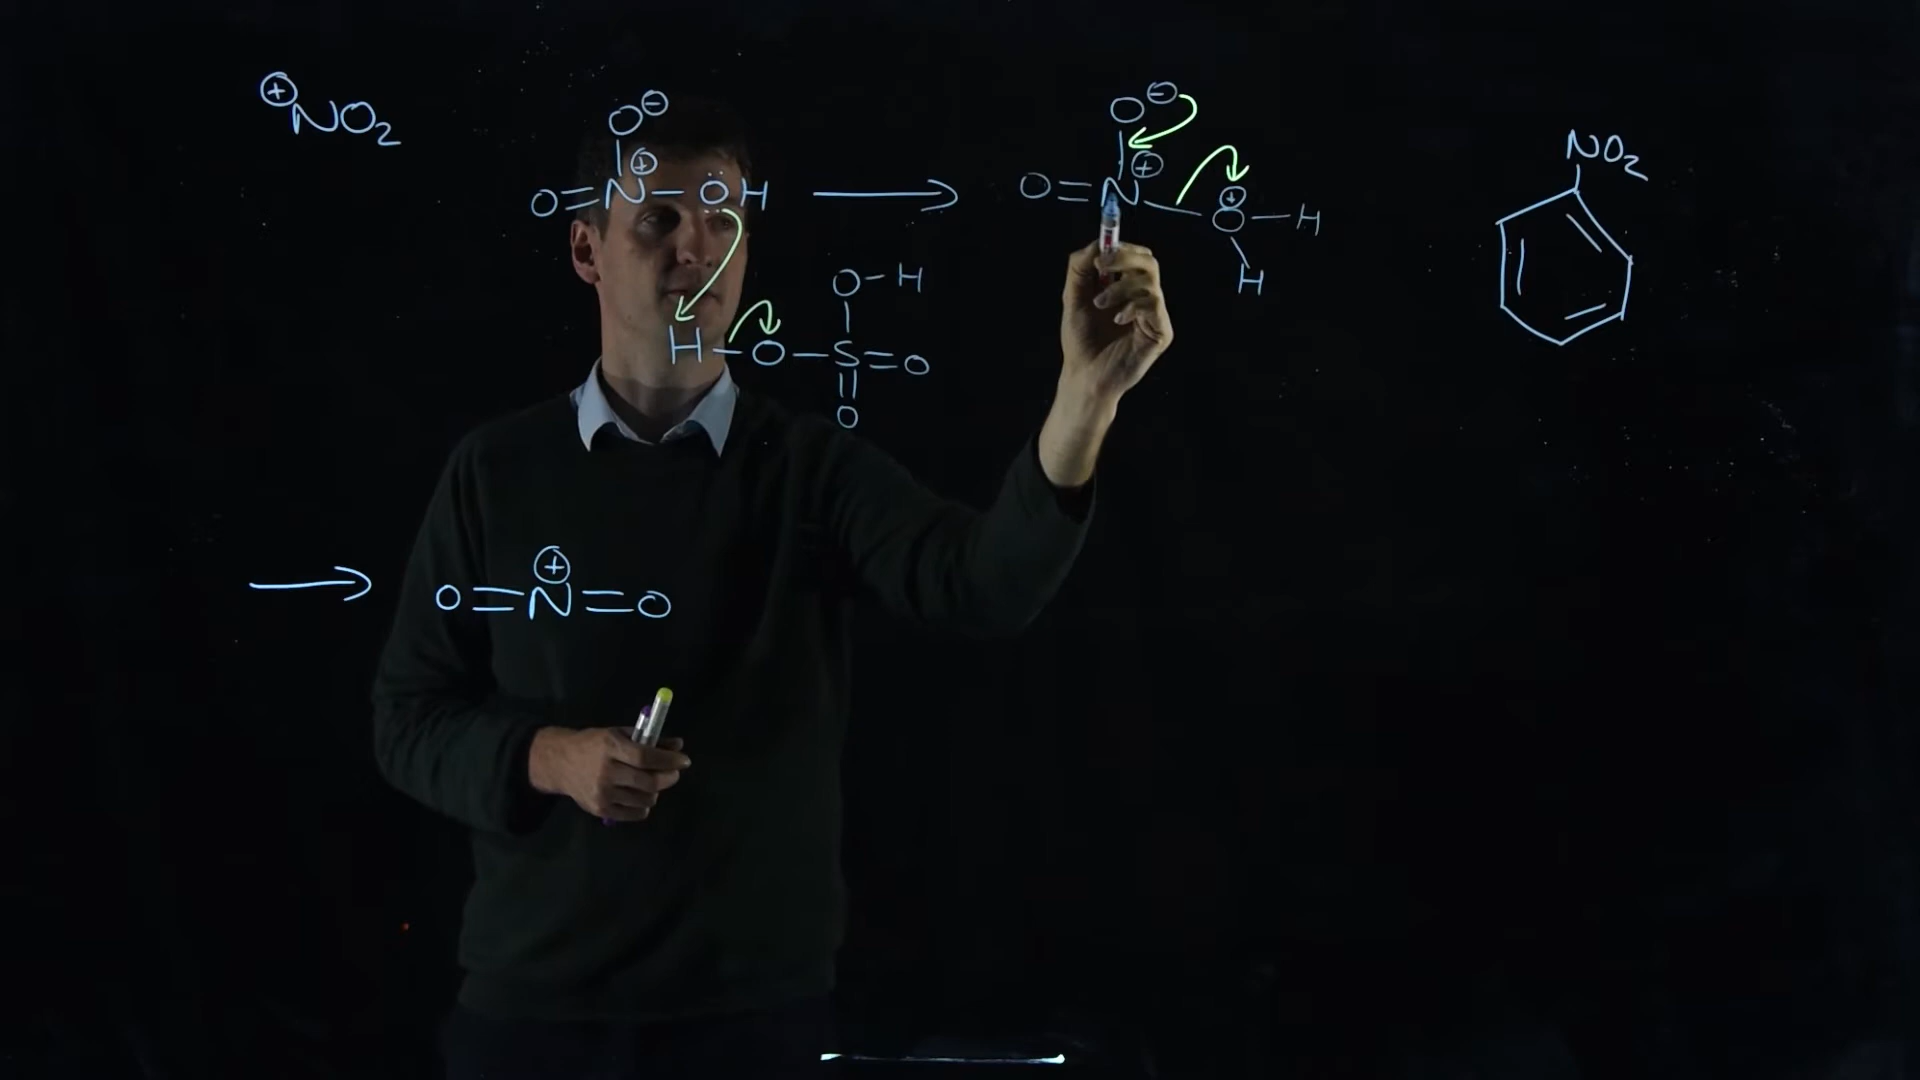 ⊕NO₂
O⊖
O=N⊕–ÖH
H–O–S=O
O–H
O
O⊖
O=N⊕–O⊕–H
H
NO₂
O=N⊕=O